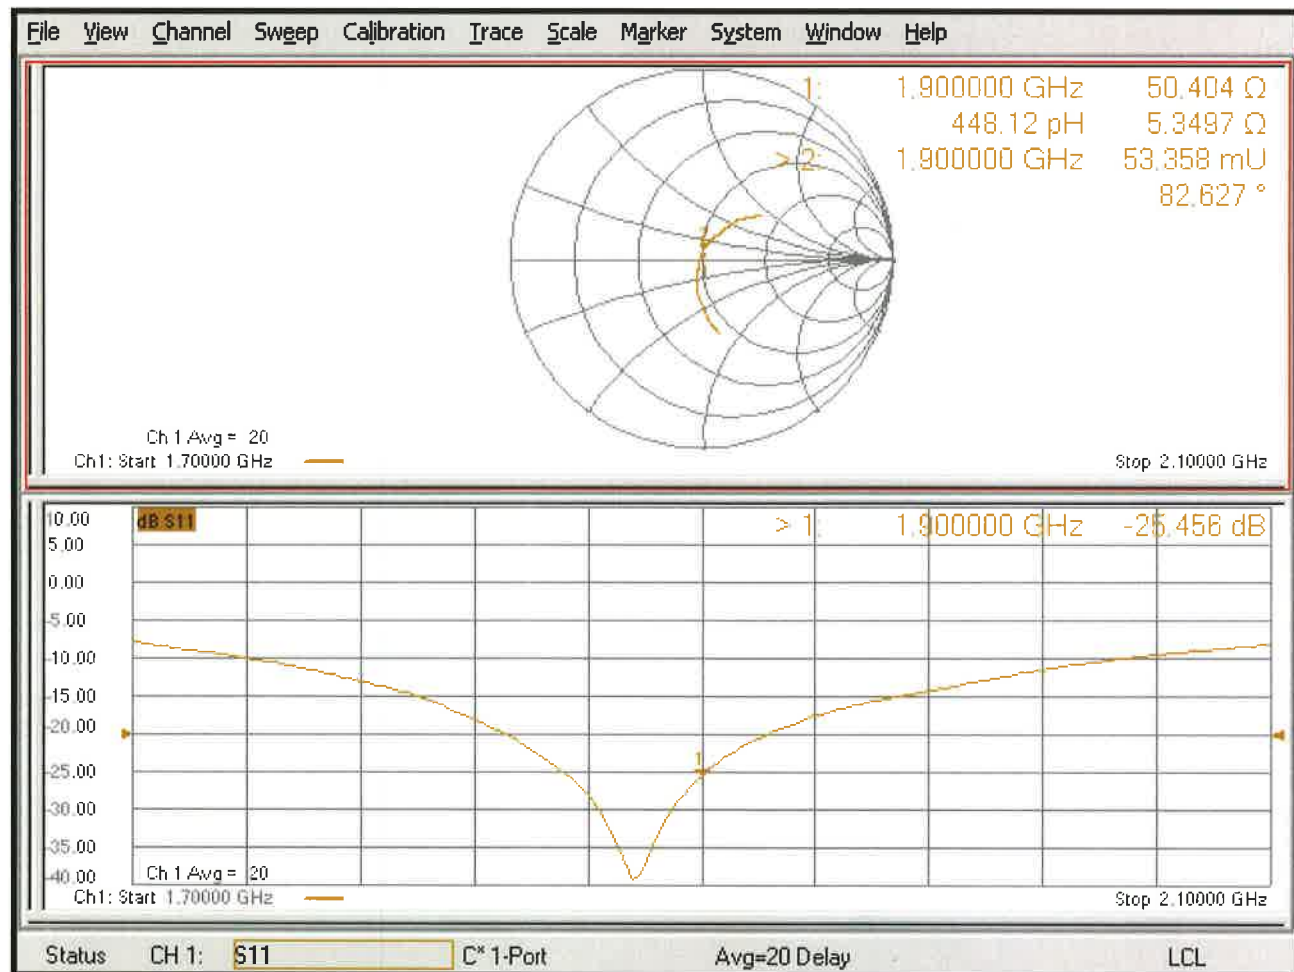 File View Channel Sweep Calibration Trace Scale Marker System Window Help
1: 1.900000 GHz 50.404 Ω
448.12 pH 5.3497 Ω
> 2: 1.900000 GHz 53.358 mU
82.627 °
2
Ch 1 Avg = 20
Ch1: Start 1.70000 GHz
Stop 2.10000 GHz
10.00
dB S11
> 1: 1.900000 GHz -25.456 dB
5.00
0.00
-5.00
-10.00
-15.00
-20.00
-25.00
1
-30.00
-35.00
-40.00
Ch 1 Avg = 20
Ch1: Start 1.70000 GHz
Stop 2.10000 GHz
Status CH 1: S11 C* 1-Port Avg=20 Delay LCL